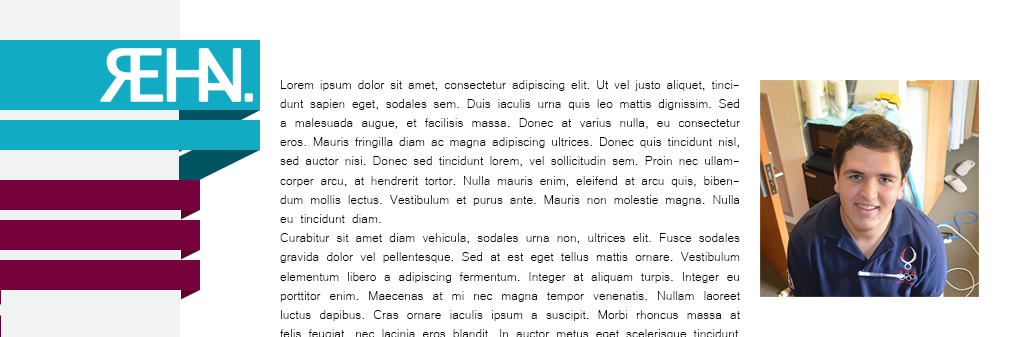 REHN.
Lorem ipsum dolor sit amet, consectetur adipiscing elit. Ut vel justo aliquet, tinci-
dunt sapien eget, sodales sem. Duis iaculis urna quis leo mattis dignissim. Sed
a malesuada augue, et facilisis massa. Donec at varius nulla, eu consectetur
eros. Mauris fringilla diam ac magna adipiscing ultrices. Donec quis tincidunt nisl,
sed auctor nisi. Donec sed tincidunt lorem, vel sollicitudin sem. Proin nec ullam-
corper arcu, at hendrerit tortor. Nulla mauris enim, eleifend at arcu quis, biben-
dum mollis lectus. Vestibulum et purus ante. Mauris non molestie magna. Nulla
eu tincidunt diam.
Curabitur sit amet diam vehicula, sodales urna non, ultrices elit. Fusce sodales
gravida dolor vel pellentesque. Sed at est eget tellus mattis ornare. Vestibulum
elementum libero a adipiscing fermentum. Integer at aliquam turpis. Integer eu
porttitor enim. Maecenas at mi nec magna tempor venenatis. Nullam laoreet
luctus dapibus. Cras ornare iaculis ipsum a suscipit. Morbi rhoncus massa at
felis feugiat, nec lacinia eros blandit. In auctor metus eget scelerisque tincidunt